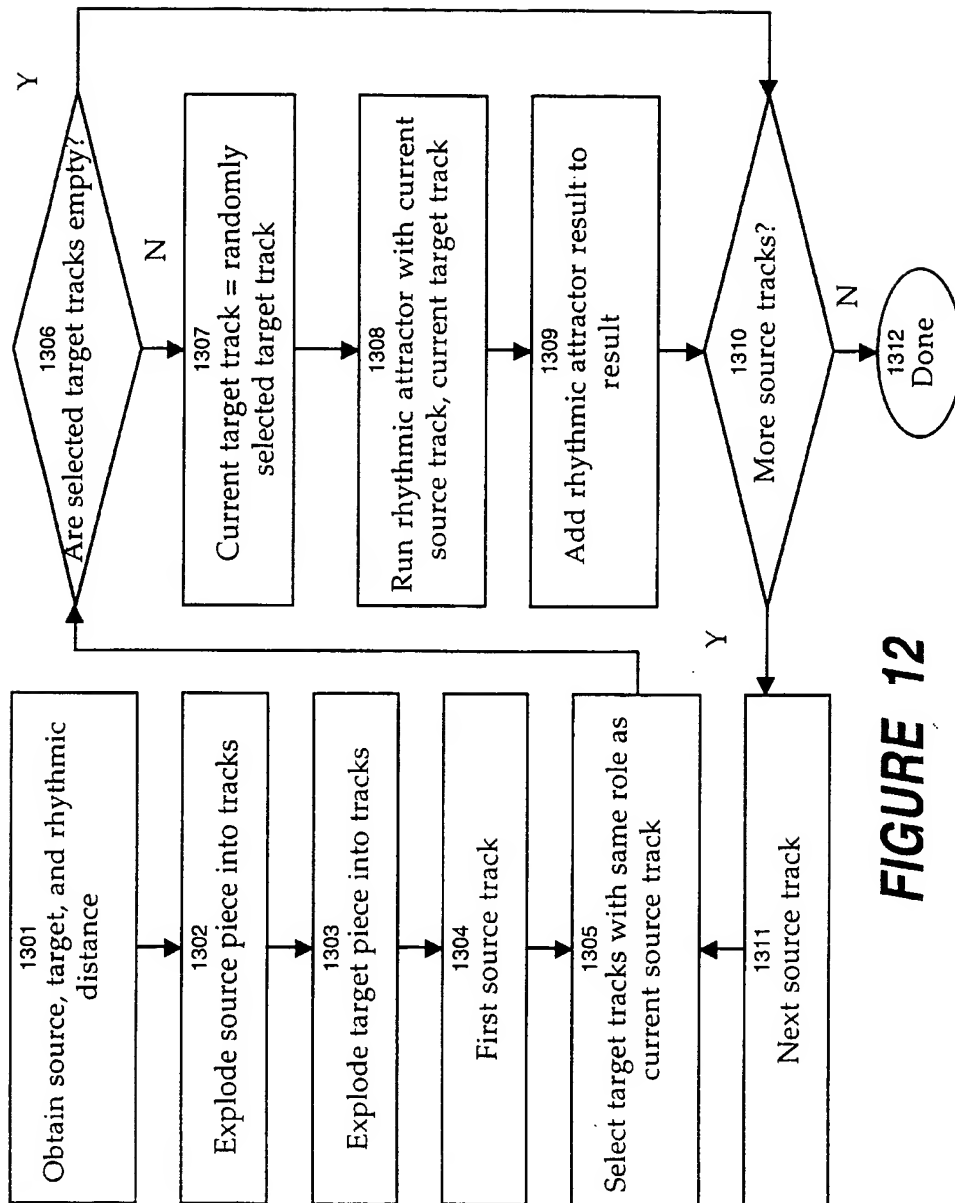 1301
Obtain source, target, and rhythmic
distance
1302
Explode source piece into tracks
1303
Explode target piece into tracks
1304
First source track
1305
Select target tracks with same role as
current source track
1311
Next source track
1306
Are selected target tracks empty?
Y
N
1307
Current target track = randomly
selected target track
1308
Run rhythmic attractor with current
source track, current target track
1309
Add rhythmic attractor result to
result
1310
More source tracks?
Y
N
1312
Done
FIGURE 12